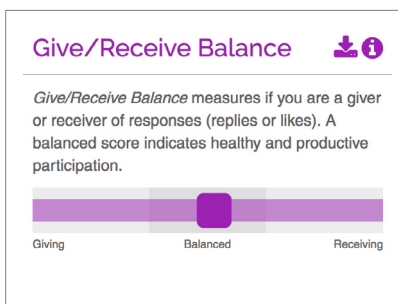 Give/Receive Balance
Give/Receive Balance measures if you are a giver
or receiver of responses (replies or likes). A
balanced score indicates healthy and productive
participation.
Giving Balanced Receiving